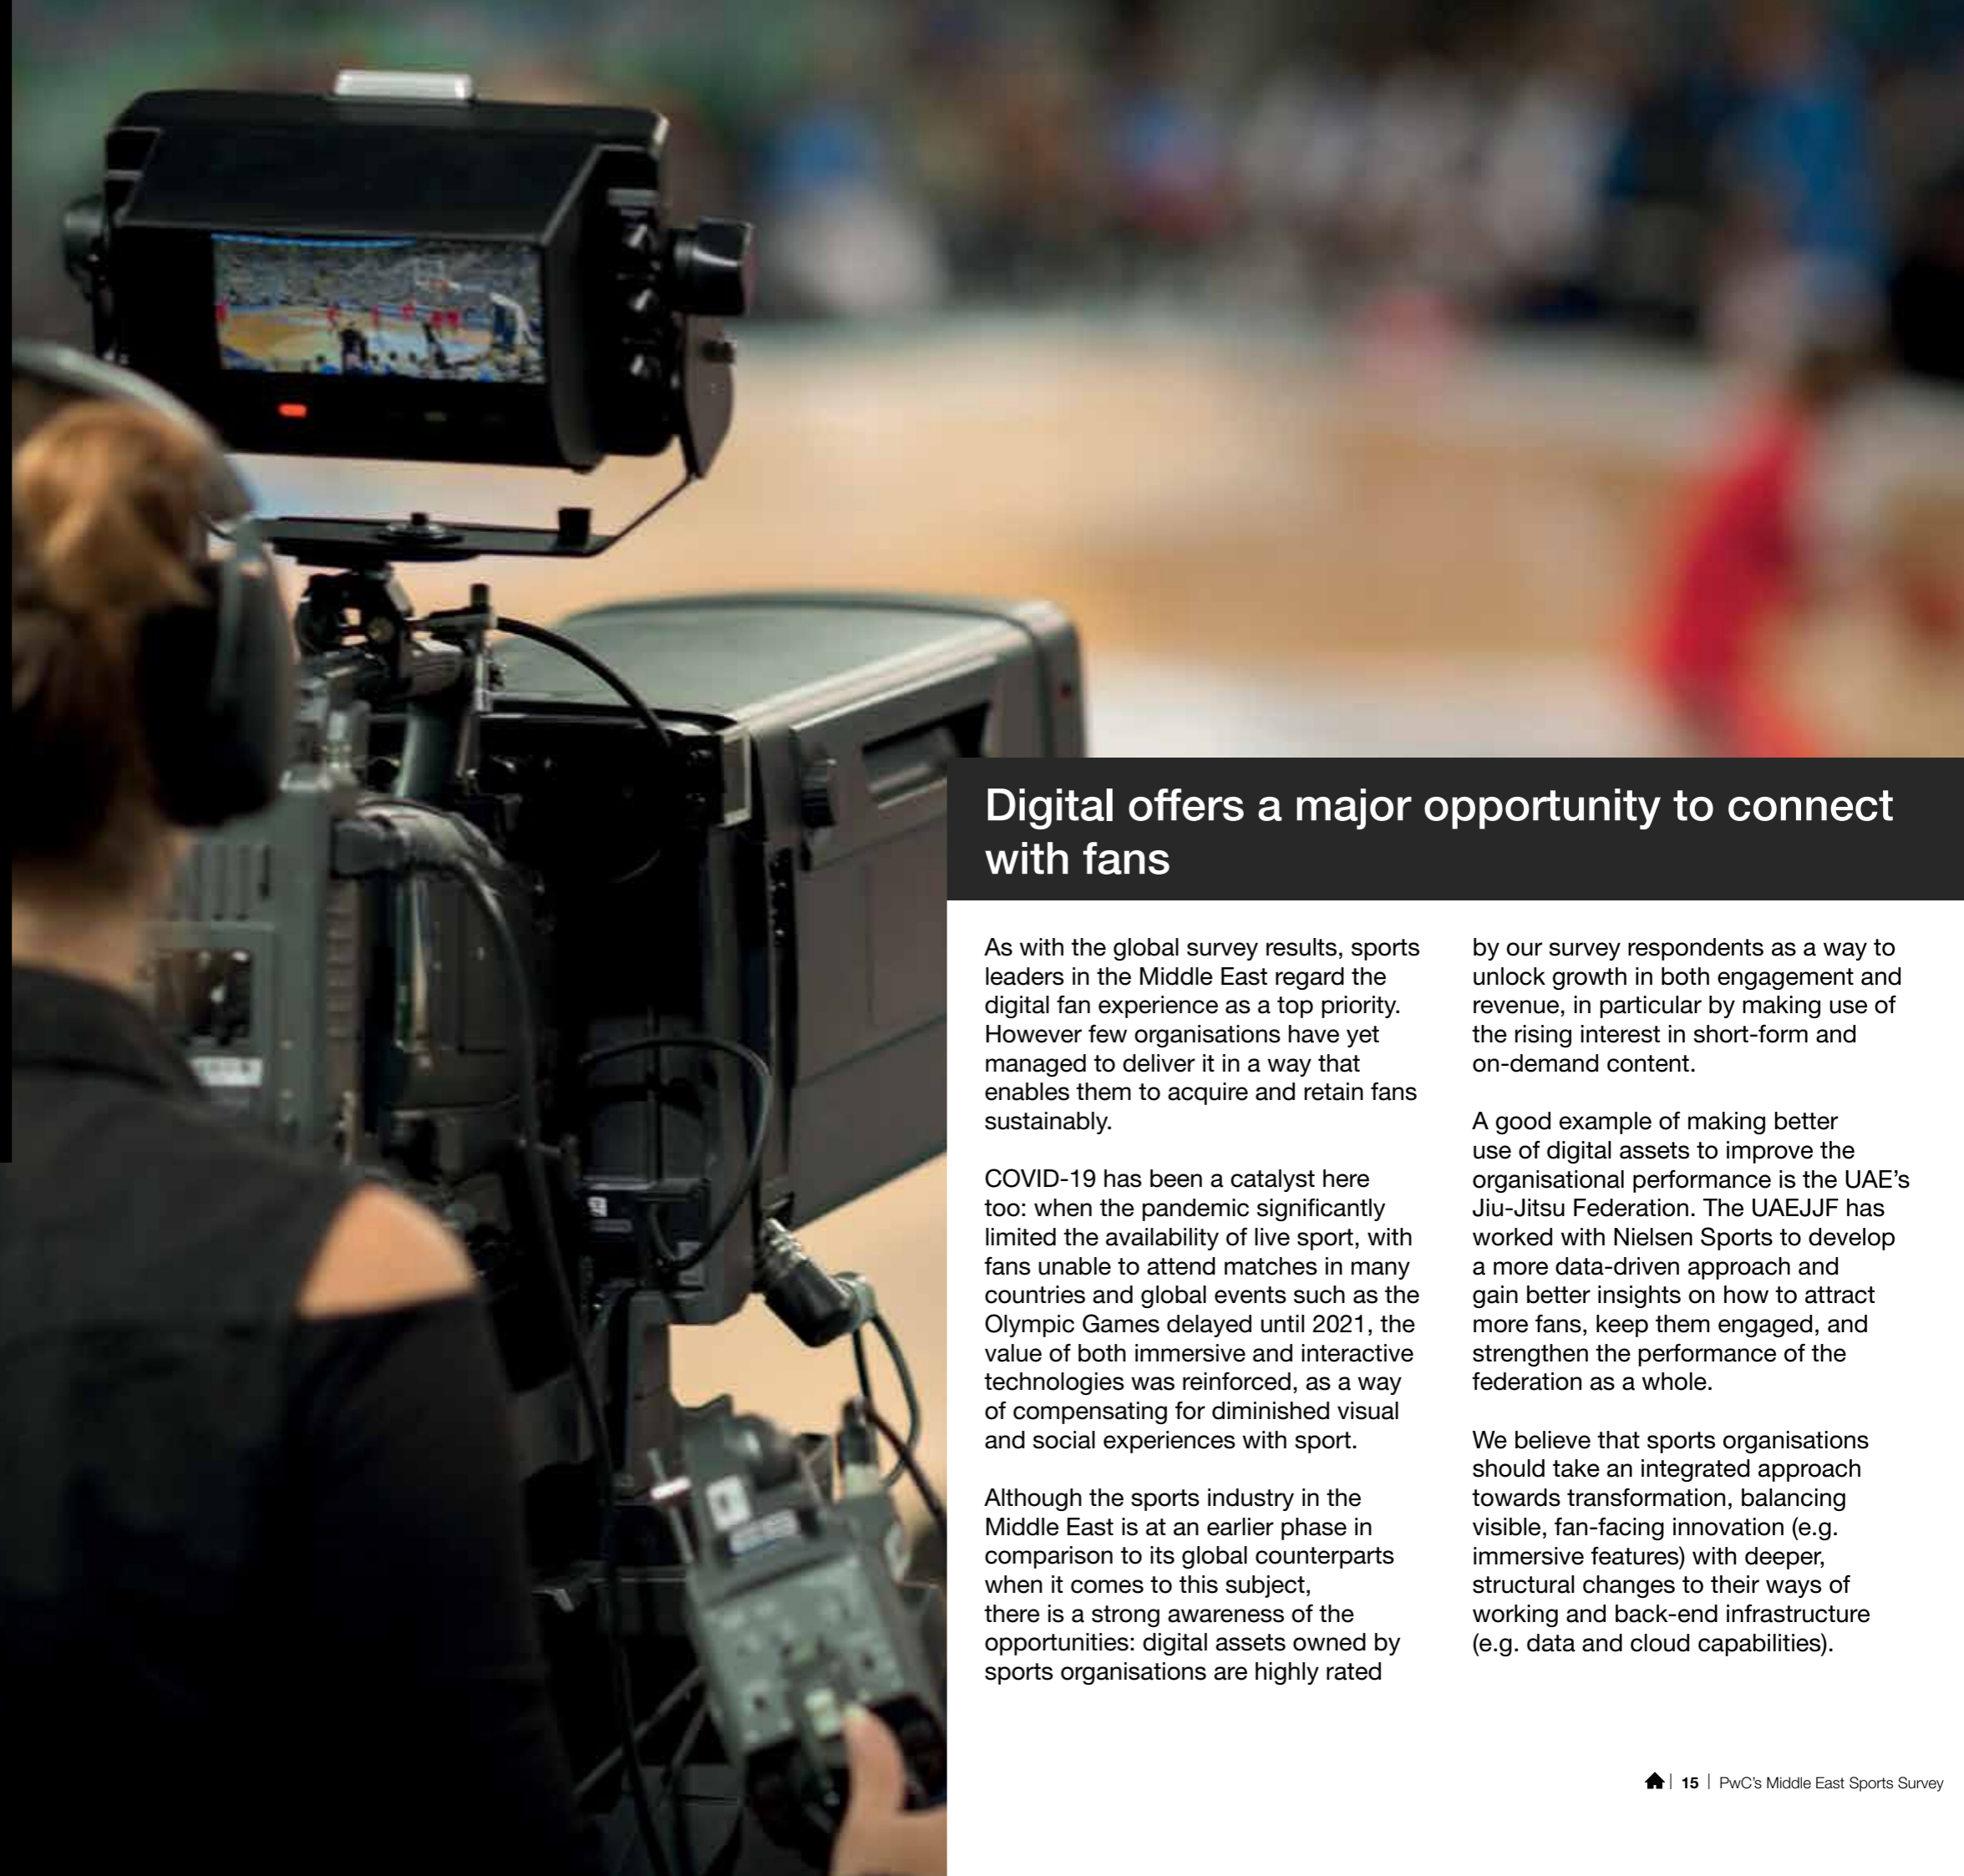 Digital offers a major opportunity to connect
with fans
As with the global survey results, sports
leaders in the Middle East regard the
digital fan experience as a top priority.
However few organisations have yet
managed to deliver it in a way that
enables them to acquire and retain fans
sustainably.
COVID-19 has been a catalyst here
too: when the pandemic significantly
limited the availability of live sport, with
fans unable to attend matches in many
countries and global events such as the
Olympic Games delayed until 2021, the
value of both immersive and interactive
technologies was reinforced, as a way
of compensating for diminished visual
and social experiences with sport.
Although the sports industry in the
Middle East is at an earlier phase in
comparison to its global counterparts
when it comes to this subject,
there is a strong awareness of the
opportunities: digital assets owned by
sports organisations are highly rated
by our survey respondents as a way to
unlock growth in both engagement and
revenue, in particular by making use of
the rising interest in short-form and
on-demand content.
A good example of making better
use of digital assets to improve the
organisational performance is the UAE’s
Jiu-Jitsu Federation. The UAEJJF has
worked with Nielsen Sports to develop
a more data-driven approach and
gain better insights on how to attract
more fans, keep them engaged, and
strengthen the performance of the
federation as a whole.
We believe that sports organisations
should take an integrated approach
towards transformation, balancing
visible, fan-facing innovation (e.g.
immersive features) with deeper,
structural changes to their ways of
working and back-end infrastructure
(e.g. data and cloud capabilities).
| 15 | PwC’s Middle East Sports Survey